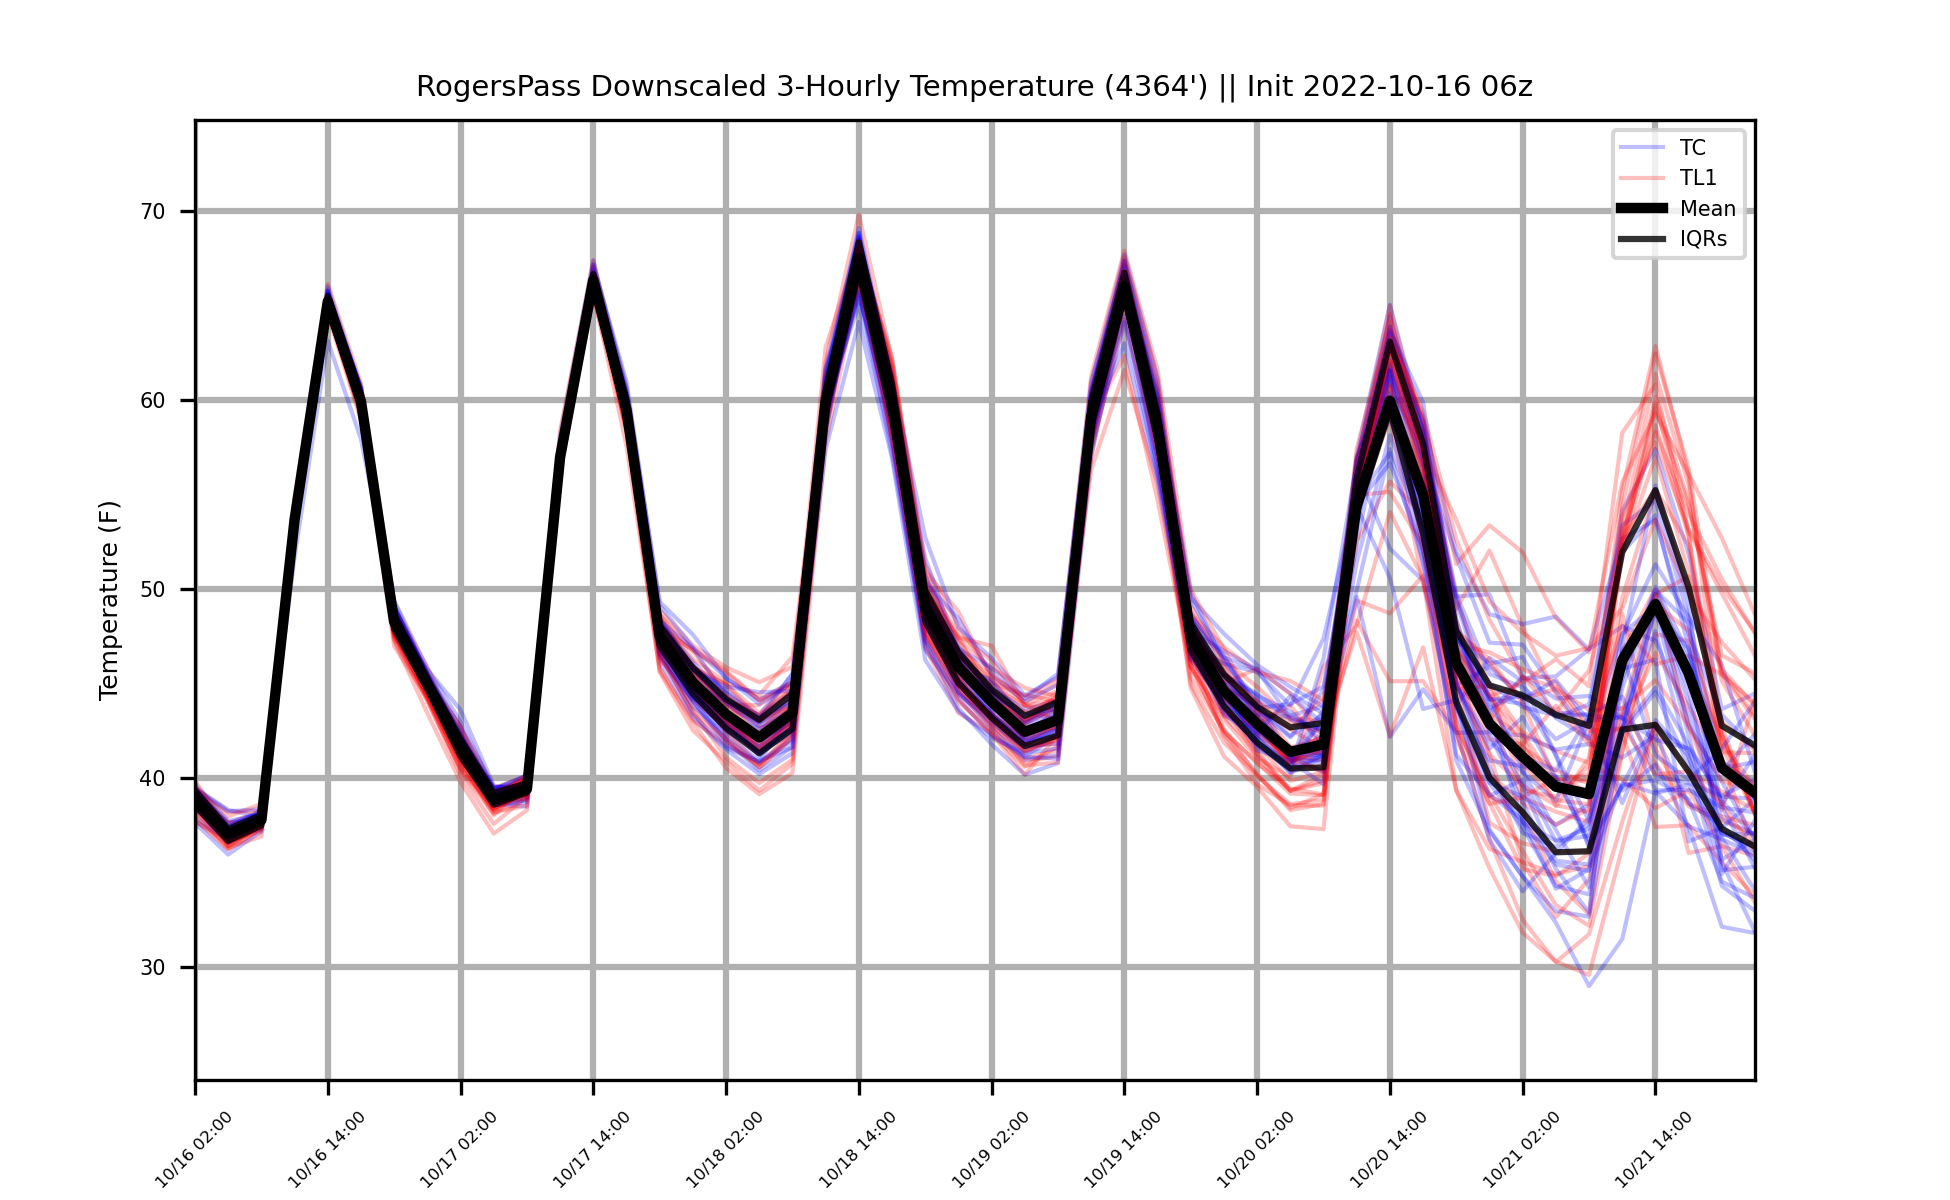 RogersPass Downscaled 3-Hourly Temperature (4364') || Init 2022-10-16 06z
TC
TL1
Mean
IQRs
Temperature (F)
70
60
50
40
30
10/16 02:00
10/16 14:00
10/17 02:00
10/17 14:00
10/18 02:00
10/18 14:00
10/19 02:00
10/19 14:00
10/20 02:00
10/20 14:00
10/21 02:00
10/21 14:00